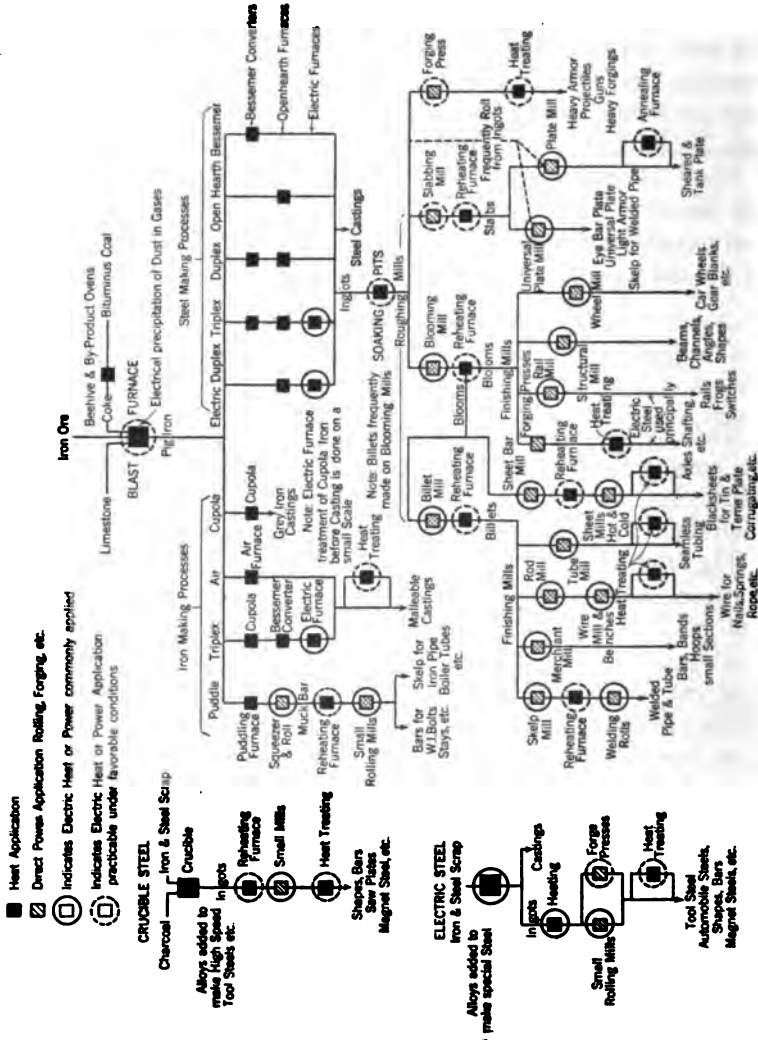 Heat Application
Direct Power Application Rolling, Forging, etc.
Indicates Electric Heat or Power commonly applied
Indicates Electric Heat or Power Application
practicable under favorable conditions
CRUCIBLE STEEL
Charcoal
Iron & Steel Scrap
Crucible
Alloys added to
make High Speed
Tool Steels etc.
Ingots
Reheating
Furnace
Small Mills
Heat Treating
Shapes, Bars
Saw Plates
Magnet Steel, etc.
ELECTRIC STEEL
Iron & Steel Scrap
Alloys added to
make special Steel
Castings
Ingots
Heating
Forge
Presses
Small
Rolling Mills
Heat
Treating
Tool Steel
Automobile Steels,
Shapes, Bars
Magnet Steels, etc.
Iron Ore
Limestone
Beehive & By-Product Ovens
Coke
Bituminus Coal
BLAST
FURNACE
Electrical precipitation of Dust in Gases
Pig Iron
Iron Making Processes
Puddle
Triplex
Air
Cupola
Puddling
Furnace
Squeezer
& Roll
Muck Bar
Reheating
Furnace
Small
Rolling Mills
Bars for
W.I. Bolts
Stays, etc.
Skelp for
Iron Pipe
Boiler Tubes
etc.
Cupola
Bessemer
Converter
Electric
Furnace
Air
Furnace
Heat
Treating
Malleable
Castings
Cupola
Grey Iron
Castings
Note: Electric Furnace
treatment of Cupola Iron
before Casting is done on a
small Scale
Steel Making Processes
Electric Duplex
Triplex
Duplex
Open Hearth
Bessemer
Bessemer Converters
Openhearth Furnaces
Electric Furnaces
Ingots
Steel Castings
SOAKING
PITS
Note: Billets frequently
made on Blooming Mills
Roughing
Mills
Billet
Mill
Reheating
Furnace
Billets
Blooming
Mill
Reheating
Furnace
Blooms
Blooms
Slabbing
Mill
Reheating
Furnace
Slabs
Frequently Roll
from Ingots
Forging
Press
Heat
Treating
Heavy Armor
Projectiles
Guns
Heavy Forgings
Finishing Mills
Skelp
Mill
Reheating
Furnace
Welding
Rolls
Welded
Pipe & Tube
Merchant
Mill
Bars, Bands
Hoops
small Sections
Rod
Mill
Wire
Mill &
Benches
Heat Treating
Wire for
Nails, Springs,
Rope, etc.
Tube Mill
Seamless
Tubing
Sheet Bar
Mill
Reheating
Furnace
Sheet
Mills
Hot &
Cold
Blacksheets
for Tin &
Terne Plate
Corrugating, etc.
Finishing Mills
Forging Presses
Heat
Treating
Electric
Steel
used
principally
Axles Shafting,
etc.
Rail
Mill
Rails
Frogs
Switches
Structural
Mill
Beams,
Channels,
Angles,
Shapes
Wheel Mill
Car Wheels
Gear Blanks,
etc.
Universal
Plate Mill
Eye Bar Plate
Universal Plate
Light Armor
Skelp for Welded Pipe
Plate Mill
Annealing
Furnace
Sheared &
Tank Plate